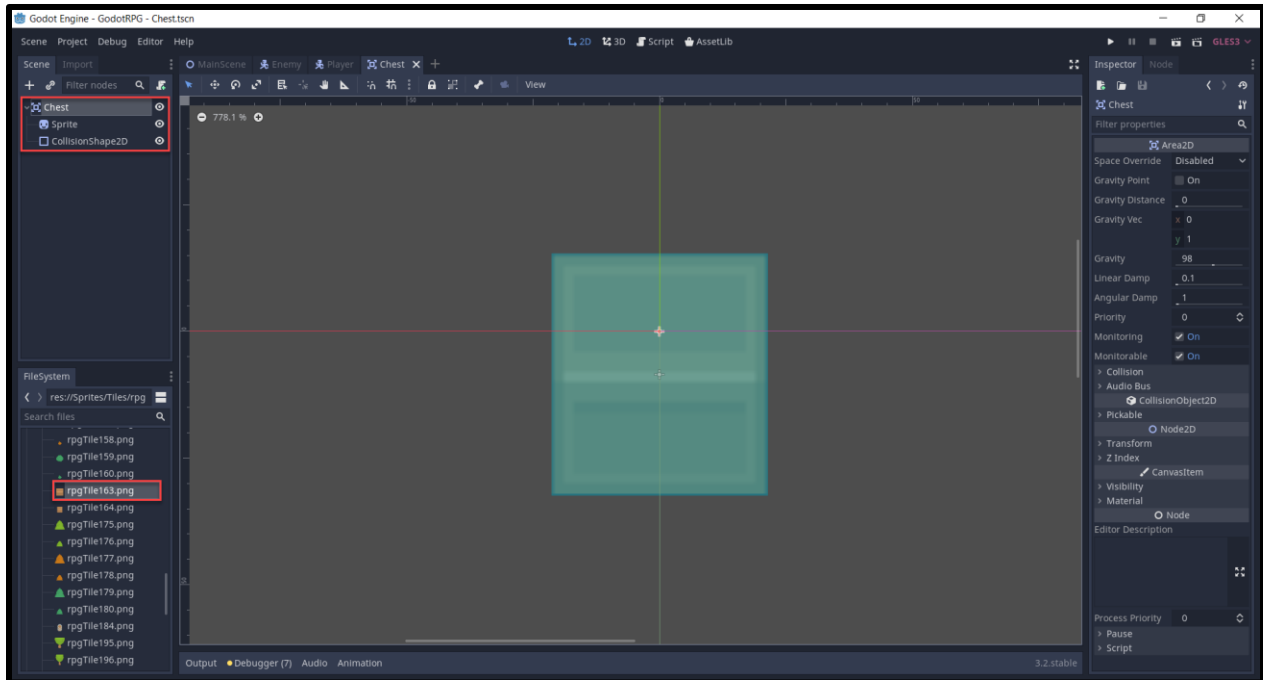 Godot Engine - GodotRPG - Chest.tscn
Scene Project Debug Editor Help
2D 3D Script AssetLib
GLES3
Scene Import
MainScene Enemy Player Chest
Inspector Node
Filter nodes
View
Chest
Sprite
CollisionShape2D
778.1 %
-50 0 50
0
50
Chest
Filter properties
Area2D
Space Override Disabled
Gravity Point On
Gravity Distance 0
Gravity Vec x 0
y 1
Gravity 98
Linear Damp 0.1
Angular Damp 1
Priority 0
Monitoring On
Monitorable On
Collision
Audio Bus
CollisionObject2D
Pickable
Node2D
Transform
Z Index
CanvasItem
Visibility
Material
Node
Editor Description
Process Priority 0
Pause
Script
FileSystem
res://Sprites/Tiles/rpg
Search files
rpgTile158.png
rpgTile159.png
rpgTile160.png
rpgTile163.png
rpgTile164.png
rpgTile175.png
rpgTile176.png
rpgTile177.png
rpgTile178.png
rpgTile179.png
rpgTile180.png
rpgTile184.png
rpgTile195.png
rpgTile196.png
Output Debugger (7) Audio Animation
3.2.stable